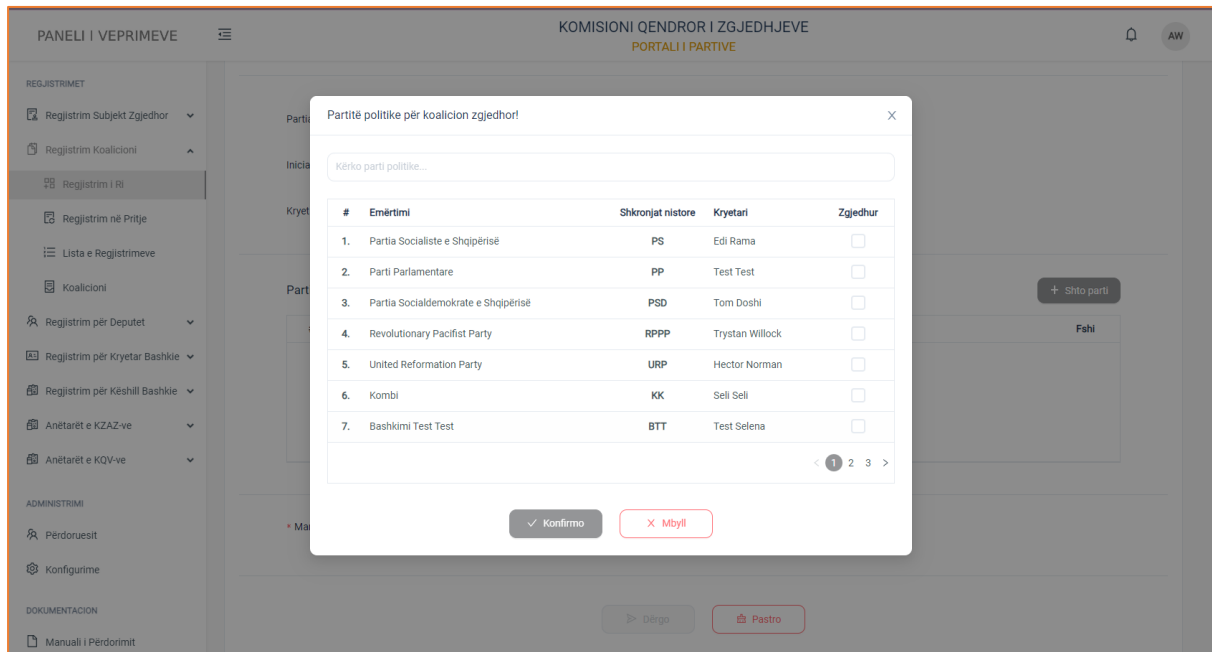 PANELI I VEPRIMEVE
KOMISIONI QENDROR I ZGJEDHJEVE
PORTALI I PARTIVE
AW
REGJISTRIMET
Regjistrim Subjekt Zgjedhor
Regjistrim Koalicioni
Regjistrim i Ri
Regjistrim në Pritje
Lista e Regjistrimeve
Koalicioni
Regjistrim për Deputet
Regjistrim për Kryetar Bashkie
Regjistrim për Këshill Bashkie
Anëtarët e KZAZ-ve
Anëtarët e KQV-ve
ADMINISTRIMI
Përdoruesit
Konfigurime
DOKUMENTACION
Manuali i Përdorimit
Partia
Inicia
Kryet
Part
+ Shto parti
Fshi
* Ma
Dërgo
Pastro
Partitë politike për koalicion zgjedhor!
X
Kërko parti politike...
# Emërtimi Shkronjat nistore Kryetari Zgjedhur
1. Partia Socialiste e Shqipërisë PS Edi Rama
2. Parti Parlamentare PP Test Test
3. Partia Socialdemokrate e Shqipërisë PSD Tom Doshi
4. Revolutionary Pacifist Party RPPP Trystan Willock
5. United Reformation Party URP Hector Norman
6. Kombi KK Seli Seli
7. Bashkimi Test Test BTT Test Selena
< 1 2 3 >
Konfirmo
X Mbyll